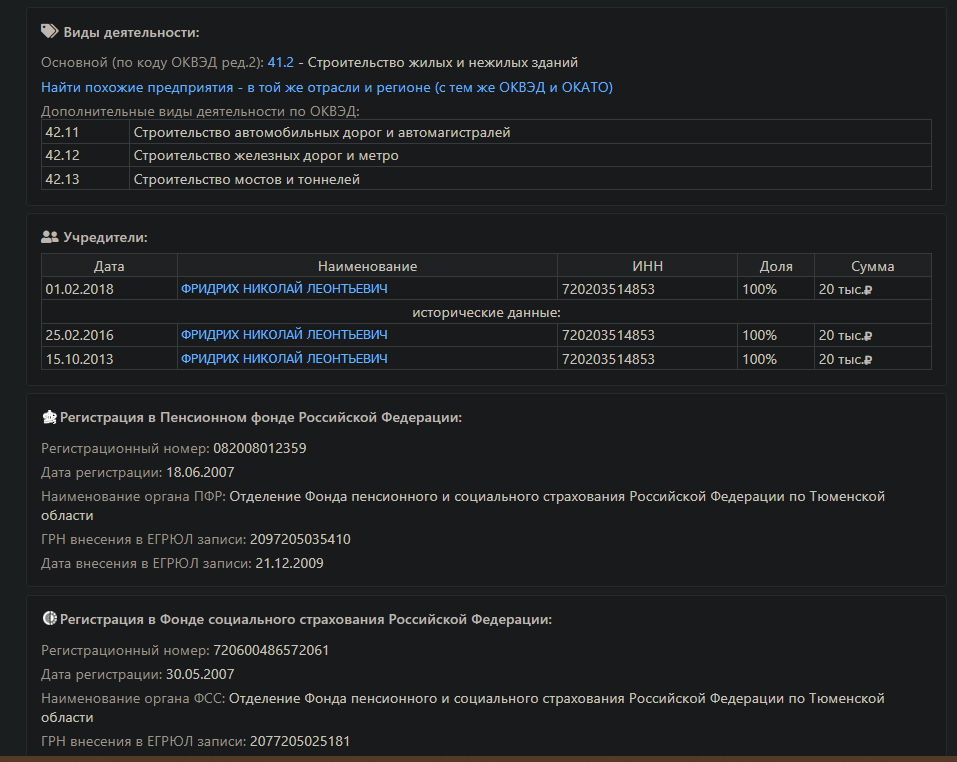 Виды деятельности:
Основной (по коду ОКВЭД ред.2): 41.2 - Строительство жилых и нежилых зданий
Найти похожие предприятия - в той же отрасли и регионе (с тем же ОКВЭД и ОКАТО)
Дополнительные виды деятельности по ОКВЭД:
42.11 Строительство автомобильных дорог и автомагистралей
42.12 Строительство железных дорог и метро
42.13 Строительство мостов и тоннелей
Учредители:
Дата Наименование ИНН Доля Сумма
01.02.2018 ФРИДРИХ НИКОЛАЙ ЛЕОНТЬЕВИЧ 720203514853 100% 20 тыс.₽
исторические данные:
25.02.2016 ФРИДРИХ НИКОЛАЙ ЛЕОНТЬЕВИЧ 720203514853 100% 20 тыс.₽
15.10.2013 ФРИДРИХ НИКОЛАЙ ЛЕОНТЬЕВИЧ 720203514853 100% 20 тыс.₽
Регистрация в Пенсионном фонде Российской Федерации:
Регистрационный номер: 082008012359
Дата регистрации: 18.06.2007
Наименование органа ПФР: Отделение Фонда пенсионного и социального страхования Российской Федерации по Тюменской
области
ГРН внесения в ЕГРЮЛ записи: 2097205035410
Дата внесения в ЕГРЮЛ записи: 21.12.2009
Регистрация в Фонде социального страхования Российской Федерации:
Регистрационный номер: 720600486572061
Дата регистрации: 30.05.2007
Наименование органа ФСС: Отделение Фонда пенсионного и социального страхования Российской Федерации по Тюменской
области
ГРН внесения в ЕГРЮЛ записи: 2077205025181